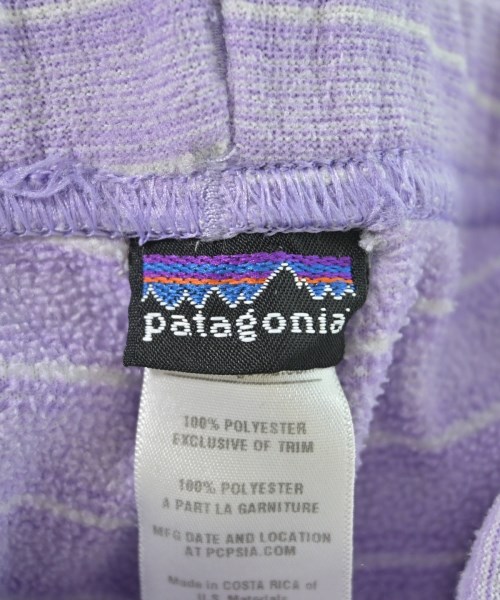 patagonia
100% POLYESTER
EXCLUSIVE OF TRIM
100% POLYESTER
A PART LA GARNITURE
MFG DATE AND LOCATION
AT PCPSIA.COM
Made in COSTA RICA of
U.S. Materials